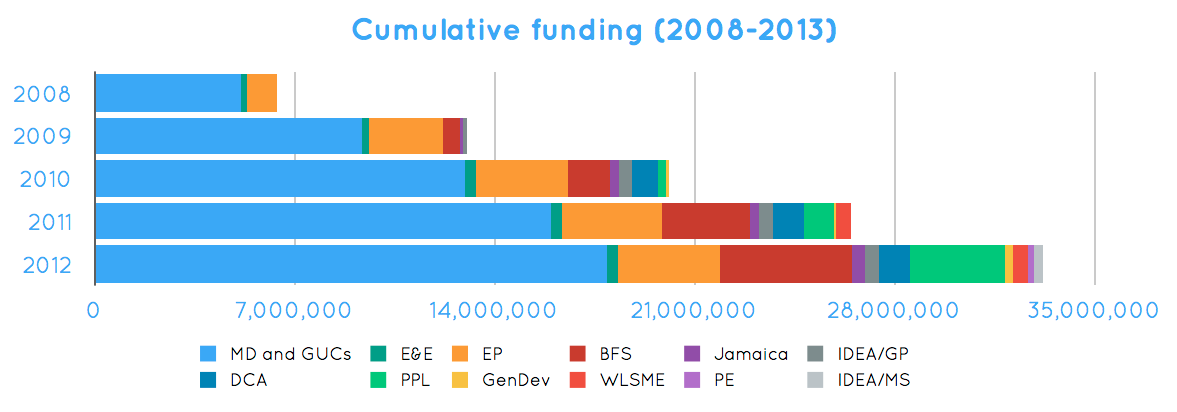 Cumulative funding (2008-2013)
2008
2009
2010
2011
2012
0 7,000,000 14,000,000 21,000,000 28,000,000 35,000,000
MD and GUCs E&E EP BFS Jamaica IDEA/GP
DCA PPL GenDev WLSME PE IDEA/MS